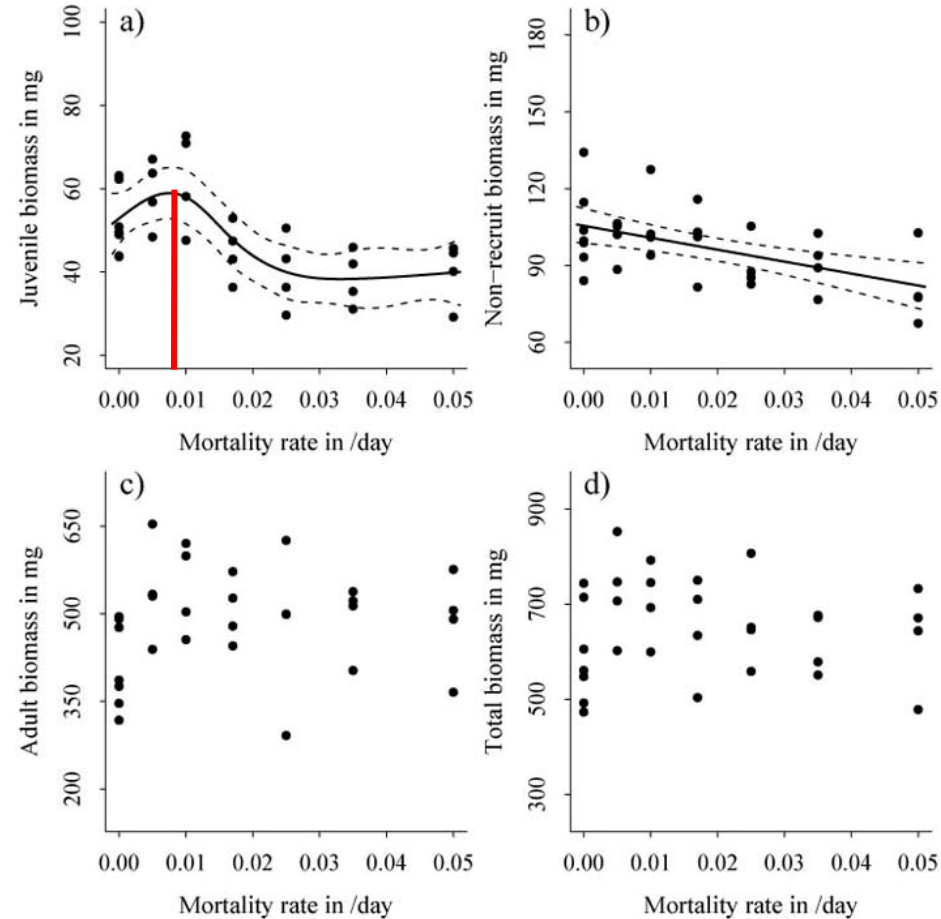 a)
Juvenile biomass in mg
100
80
60
40
20
0.00 0.01 0.02 0.03 0.04 0.05
Mortality rate in /day
b)
Non−recruit biomass in mg
180
150
120
90
60
0.00 0.01 0.02 0.03 0.04 0.05
Mortality rate in /day
c)
Adult biomass in mg
650
500
350
200
0.00 0.01 0.02 0.03 0.04 0.05
Mortality rate in /day
d)
Total biomass in mg
900
700
500
300
0.00 0.01 0.02 0.03 0.04 0.05
Mortality rate in /day